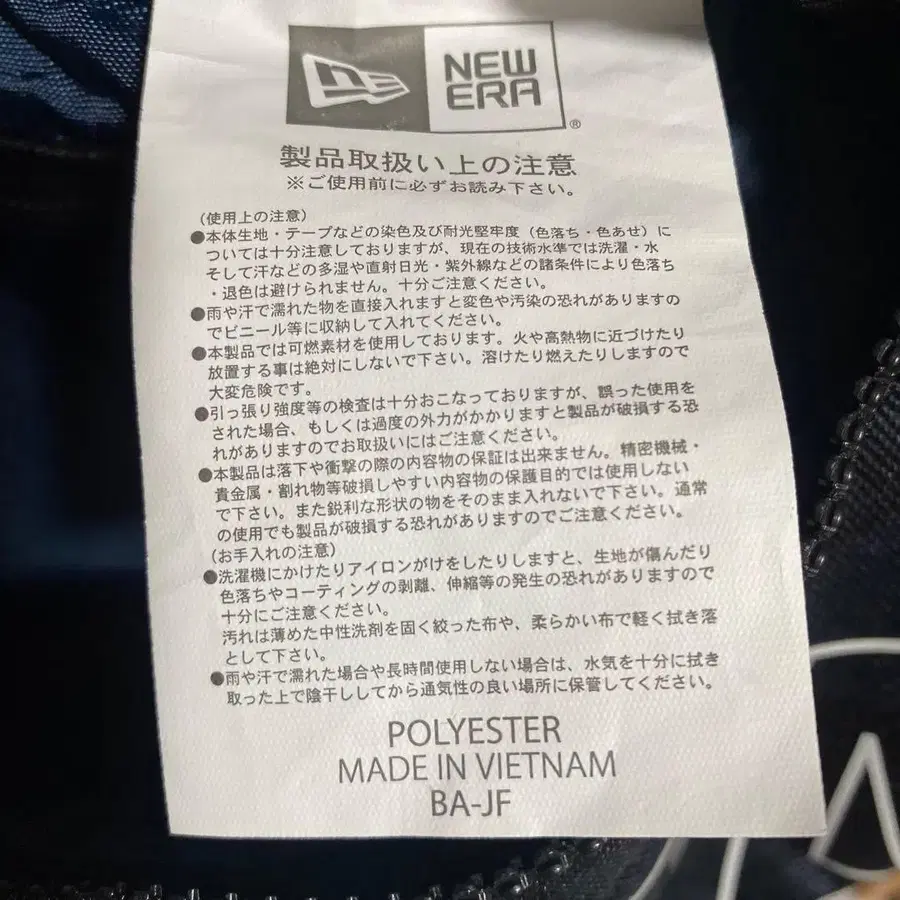 NE
NEW
ERA
®
製品取扱い上の注意
※ご使用前に必ずお読み下さい。
(使用上の注意)
●本体生地・テープなどの染色及び耐光堅牢度(色落ち・色あせ)に
ついては十分注意しておりますが、現在の技術水準では洗濯・水
そして汗などの多湿や直射日光・紫外線などの諸条件により色落ち
・退色は避けられません。十分ご注意ください。
●雨や汗で濡れた物を直接入れますと変色や汚染の恐れがありますの
でビニール等に収納して入れてください。
●本製品では可燃素材を使用しております。火や高熱物に近づけたり
放置する事は絶対にしないで下さい。溶けたり燃えたりしますので
大変危険です。
●引っ張り強度等の検査は十分おこなっておりますが、誤った使用を
された場合、もしくは過度の外力がかかりますと製品が破損する恐
れがありますのでお取扱いにはご注意ください。
●本製品は落下や衝撃の際の内容物の保証は出来ません。精密機械・
貴金属・割れ物等破損しやすい内容物の保護目的では使用しない
で下さい。また鋭利な形状の物をそのまま入れないで下さい。通常
の使用でも製品が破損する恐れがありますのでご注意ください。
(お手入れの注意)
●洗濯機にかけたりアイロンがけをしたりしますと、生地が傷んだり
色落ちやコーティングの剥離、伸縮等の発生の恐れがありますので
十分にご注意ください。
汚れは薄めた中性洗剤を固く絞った布や、柔らかい布で軽く拭き落
として下さい。
●雨や汗で濡れた場合や長時間使用しない場合は、水気を十分に拭き
取った上で陰干ししてから通気性の良い場所に保管してください。
POLYESTER
MADE IN VIETNAM
BA-JF